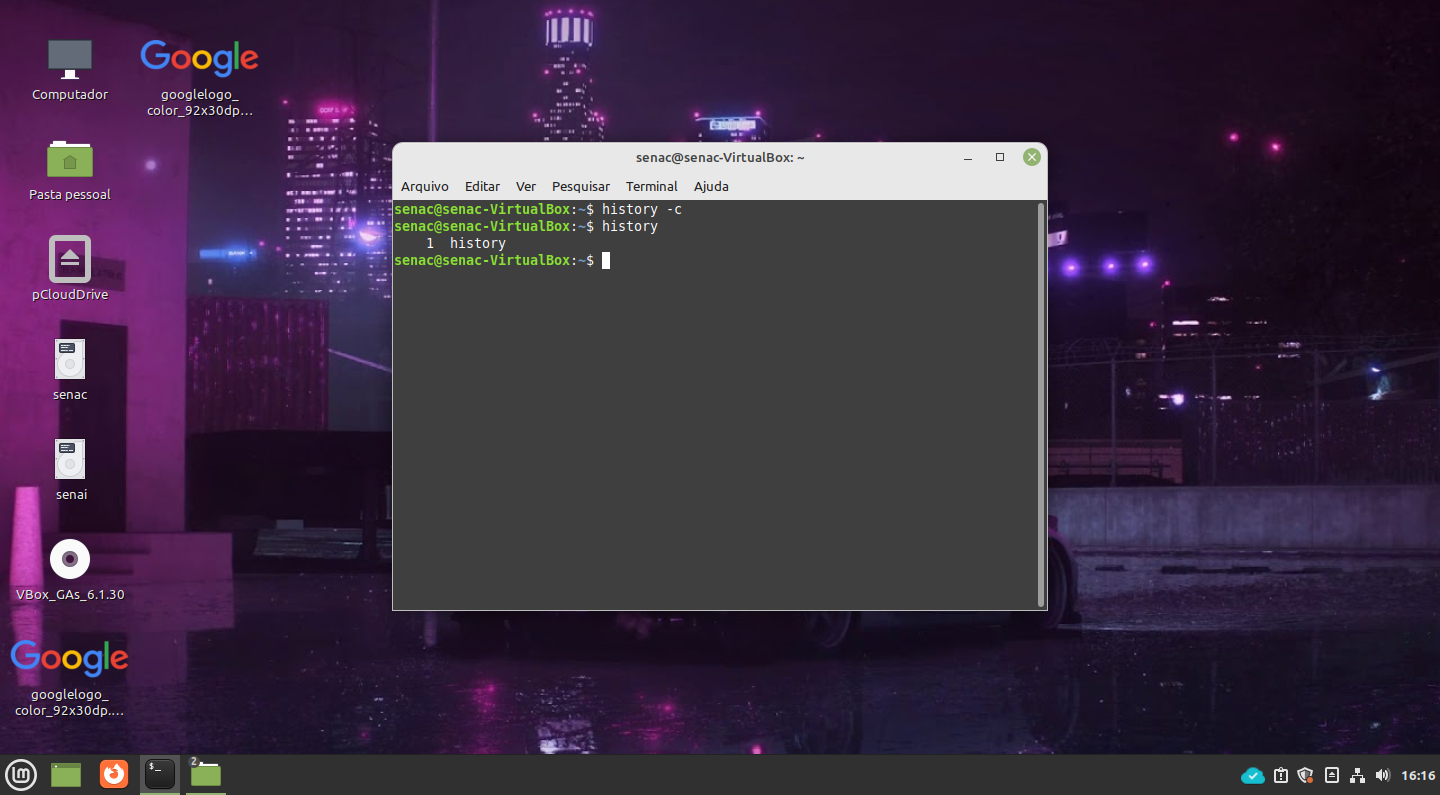 Computador
Google
googlelogo_
color_92x30dp...
Pasta pessoal
pCloudDrive
senac
senai
VBox_GAs_6.1.30
Google
googlelogo_
color_92x30dp....
senac@senac-VirtualBox: ~
Arquivo Editar Ver Pesquisar Terminal Ajuda
senac@senac-VirtualBox:~$ history -c
senac@senac-VirtualBox:~$ history
1 history
senac@senac-VirtualBox:~$
$_
2
16:16